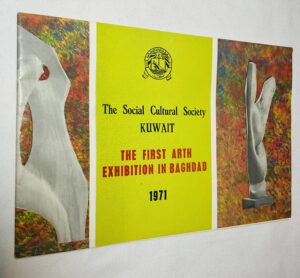 The Social Cultural Society
KUWAIT
THE FIRST ARTH
EXHIBITION IN BAGHDAD
1971